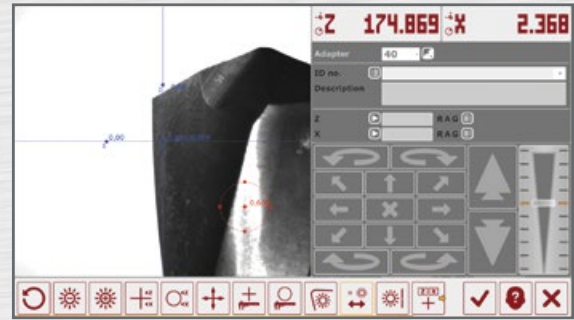 Z 174.869 X 2.368
Adapter 40
ID no.
Description
Z RAG
X RAG
0,00